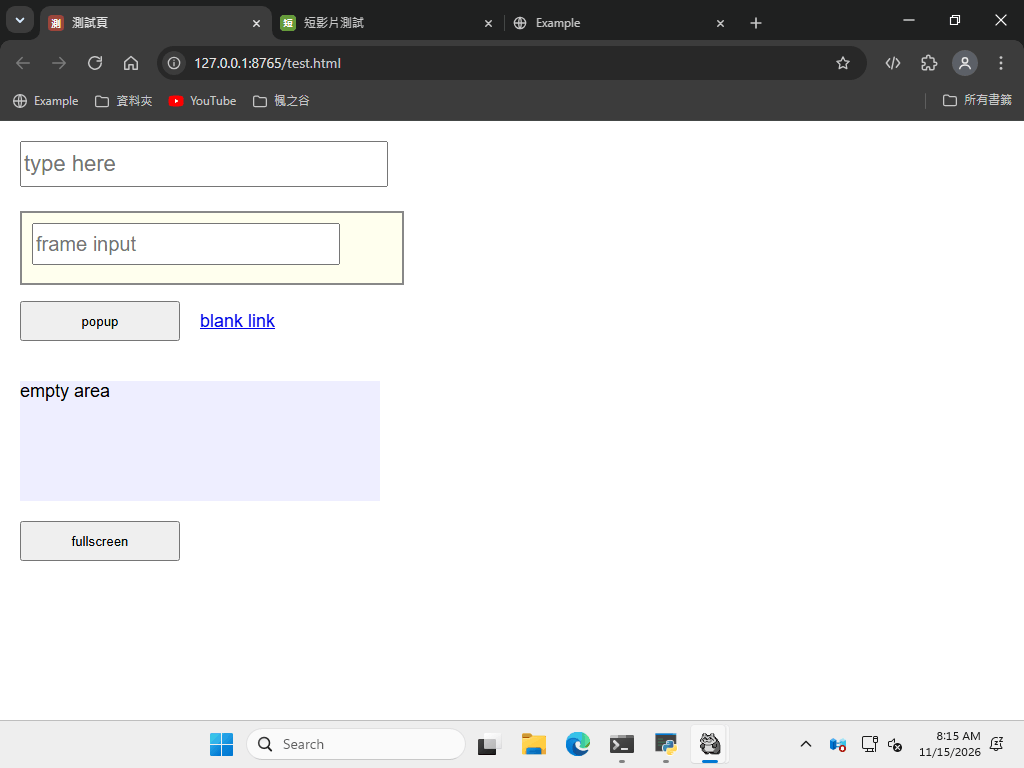 測 測試頁
短 短影片測試
Example
127.0.0.1:8765/test.html
Example
資料夾
YouTube
楓之谷
所有書籤
type here
frame input
popup
blank link
empty area
fullscreen
Search
8:15 AM
11/15/2026